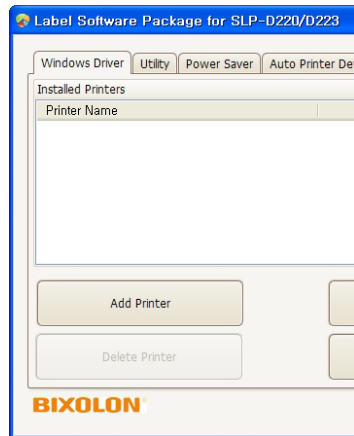 Label Software Package for SLP-D220/D223
Windows Driver Utility Power Saver Auto Printer De
Installed Printers
Printer Name
Add Printer
Delete Printer
BIXOLON